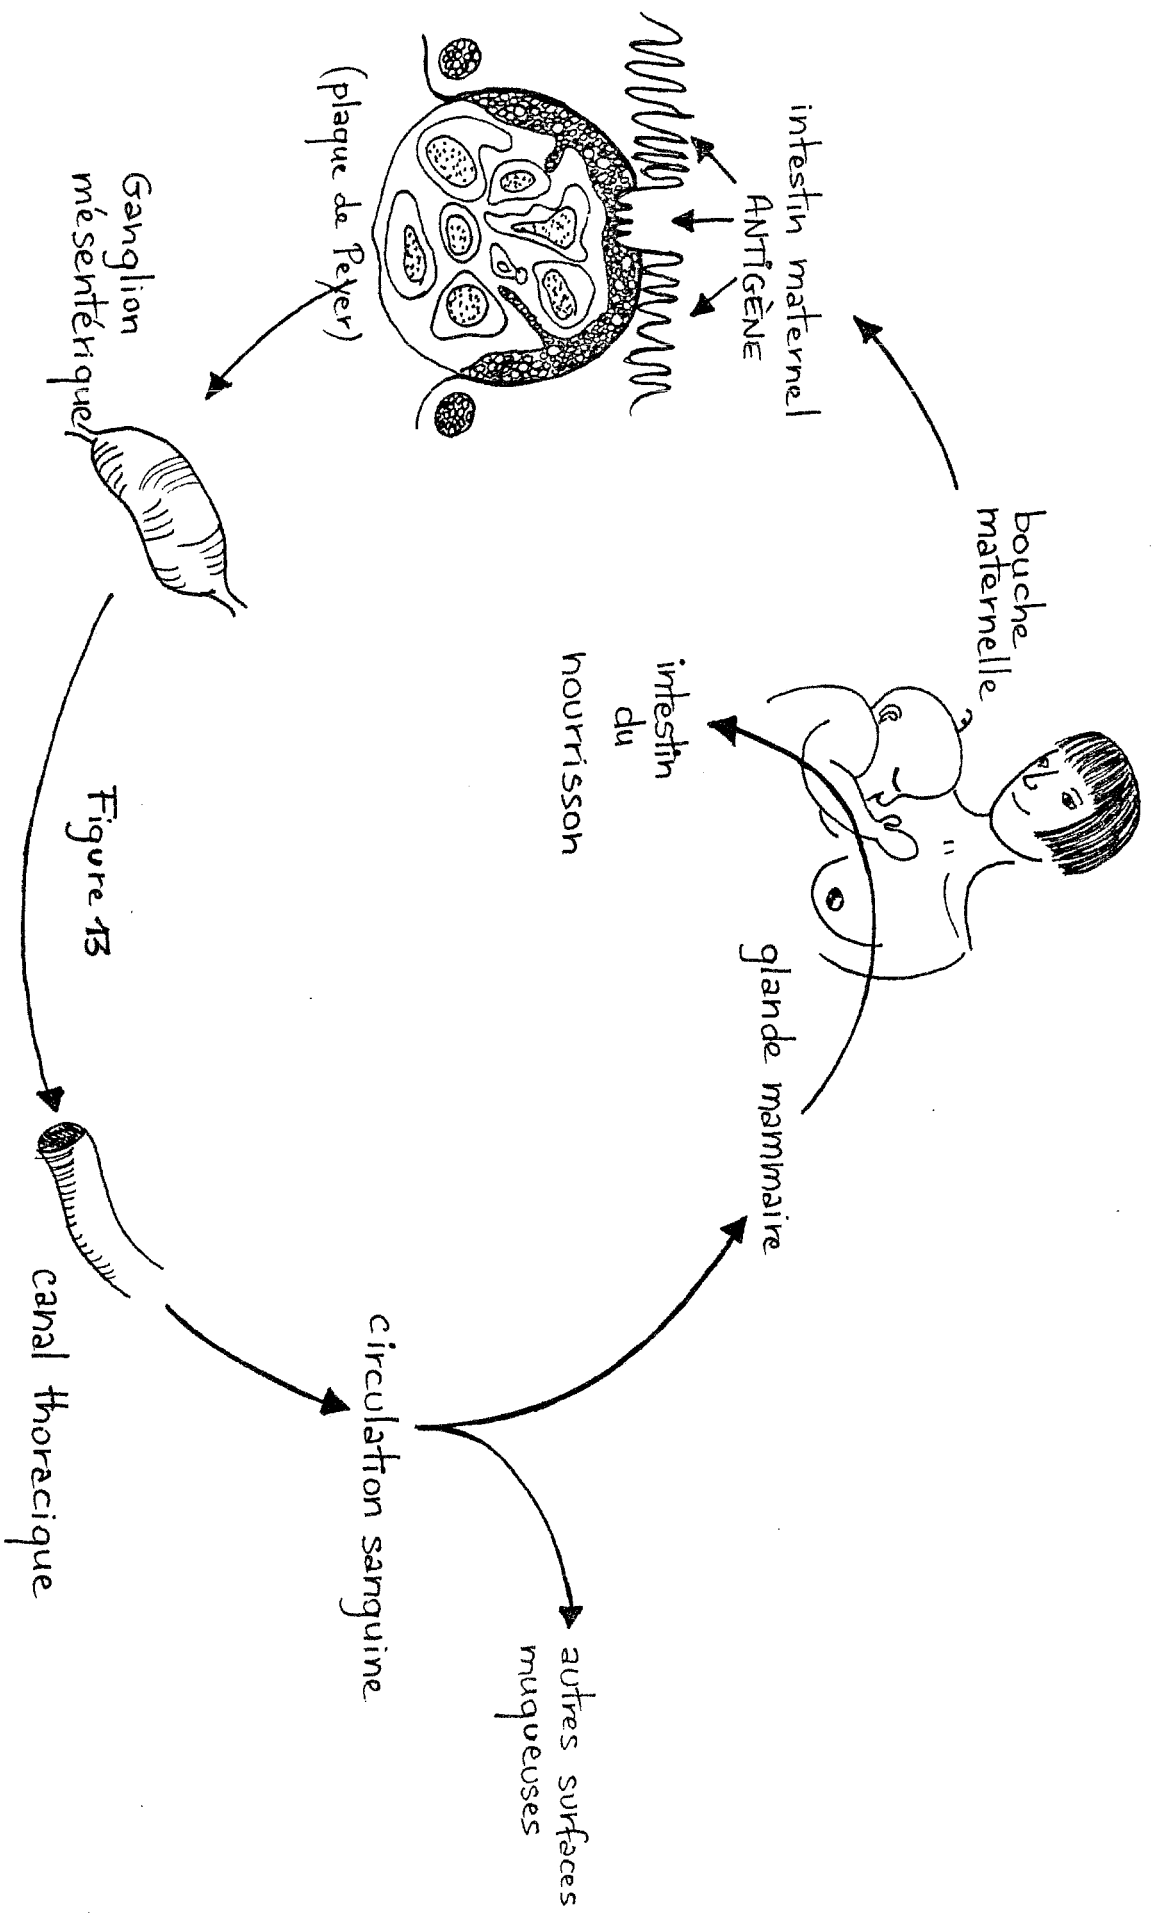 bouche
maternelle
intestin maternel
ANTIGÈNE
(plaque de Peyer)
Ganglion
mésentérique
Figure 13
canal thoracique
circulation sanguine
autres surfaces
muqueuses
glande mammaire
intestin
du
nourrisson